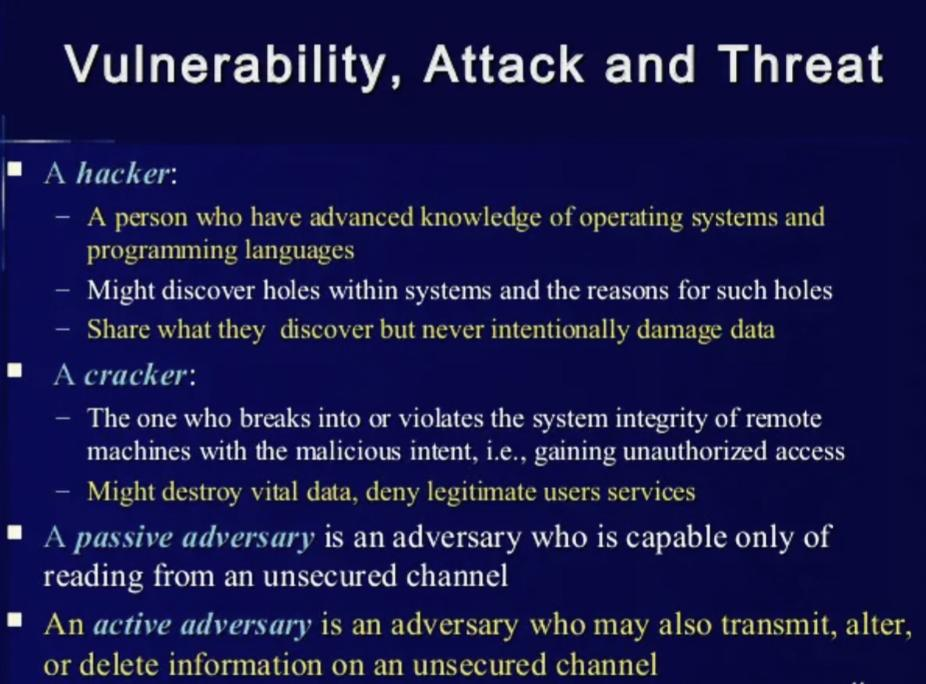 Vulnerability, Attack and Threat
A hacker:
– A person who have advanced knowledge of operating systems and
programming languages
– Might discover holes within systems and the reasons for such holes
– Share what they discover but never intentionally damage data
A cracker:
– The one who breaks into or violates the system integrity of remote
machines with the malicious intent, i.e., gaining unauthorized access
– Might destroy vital data, deny legitimate users services
A passive adversary is an adversary who is capable only of
reading from an unsecured channel
An active adversary is an adversary who may also transmit, alter,
or delete information on an unsecured channel